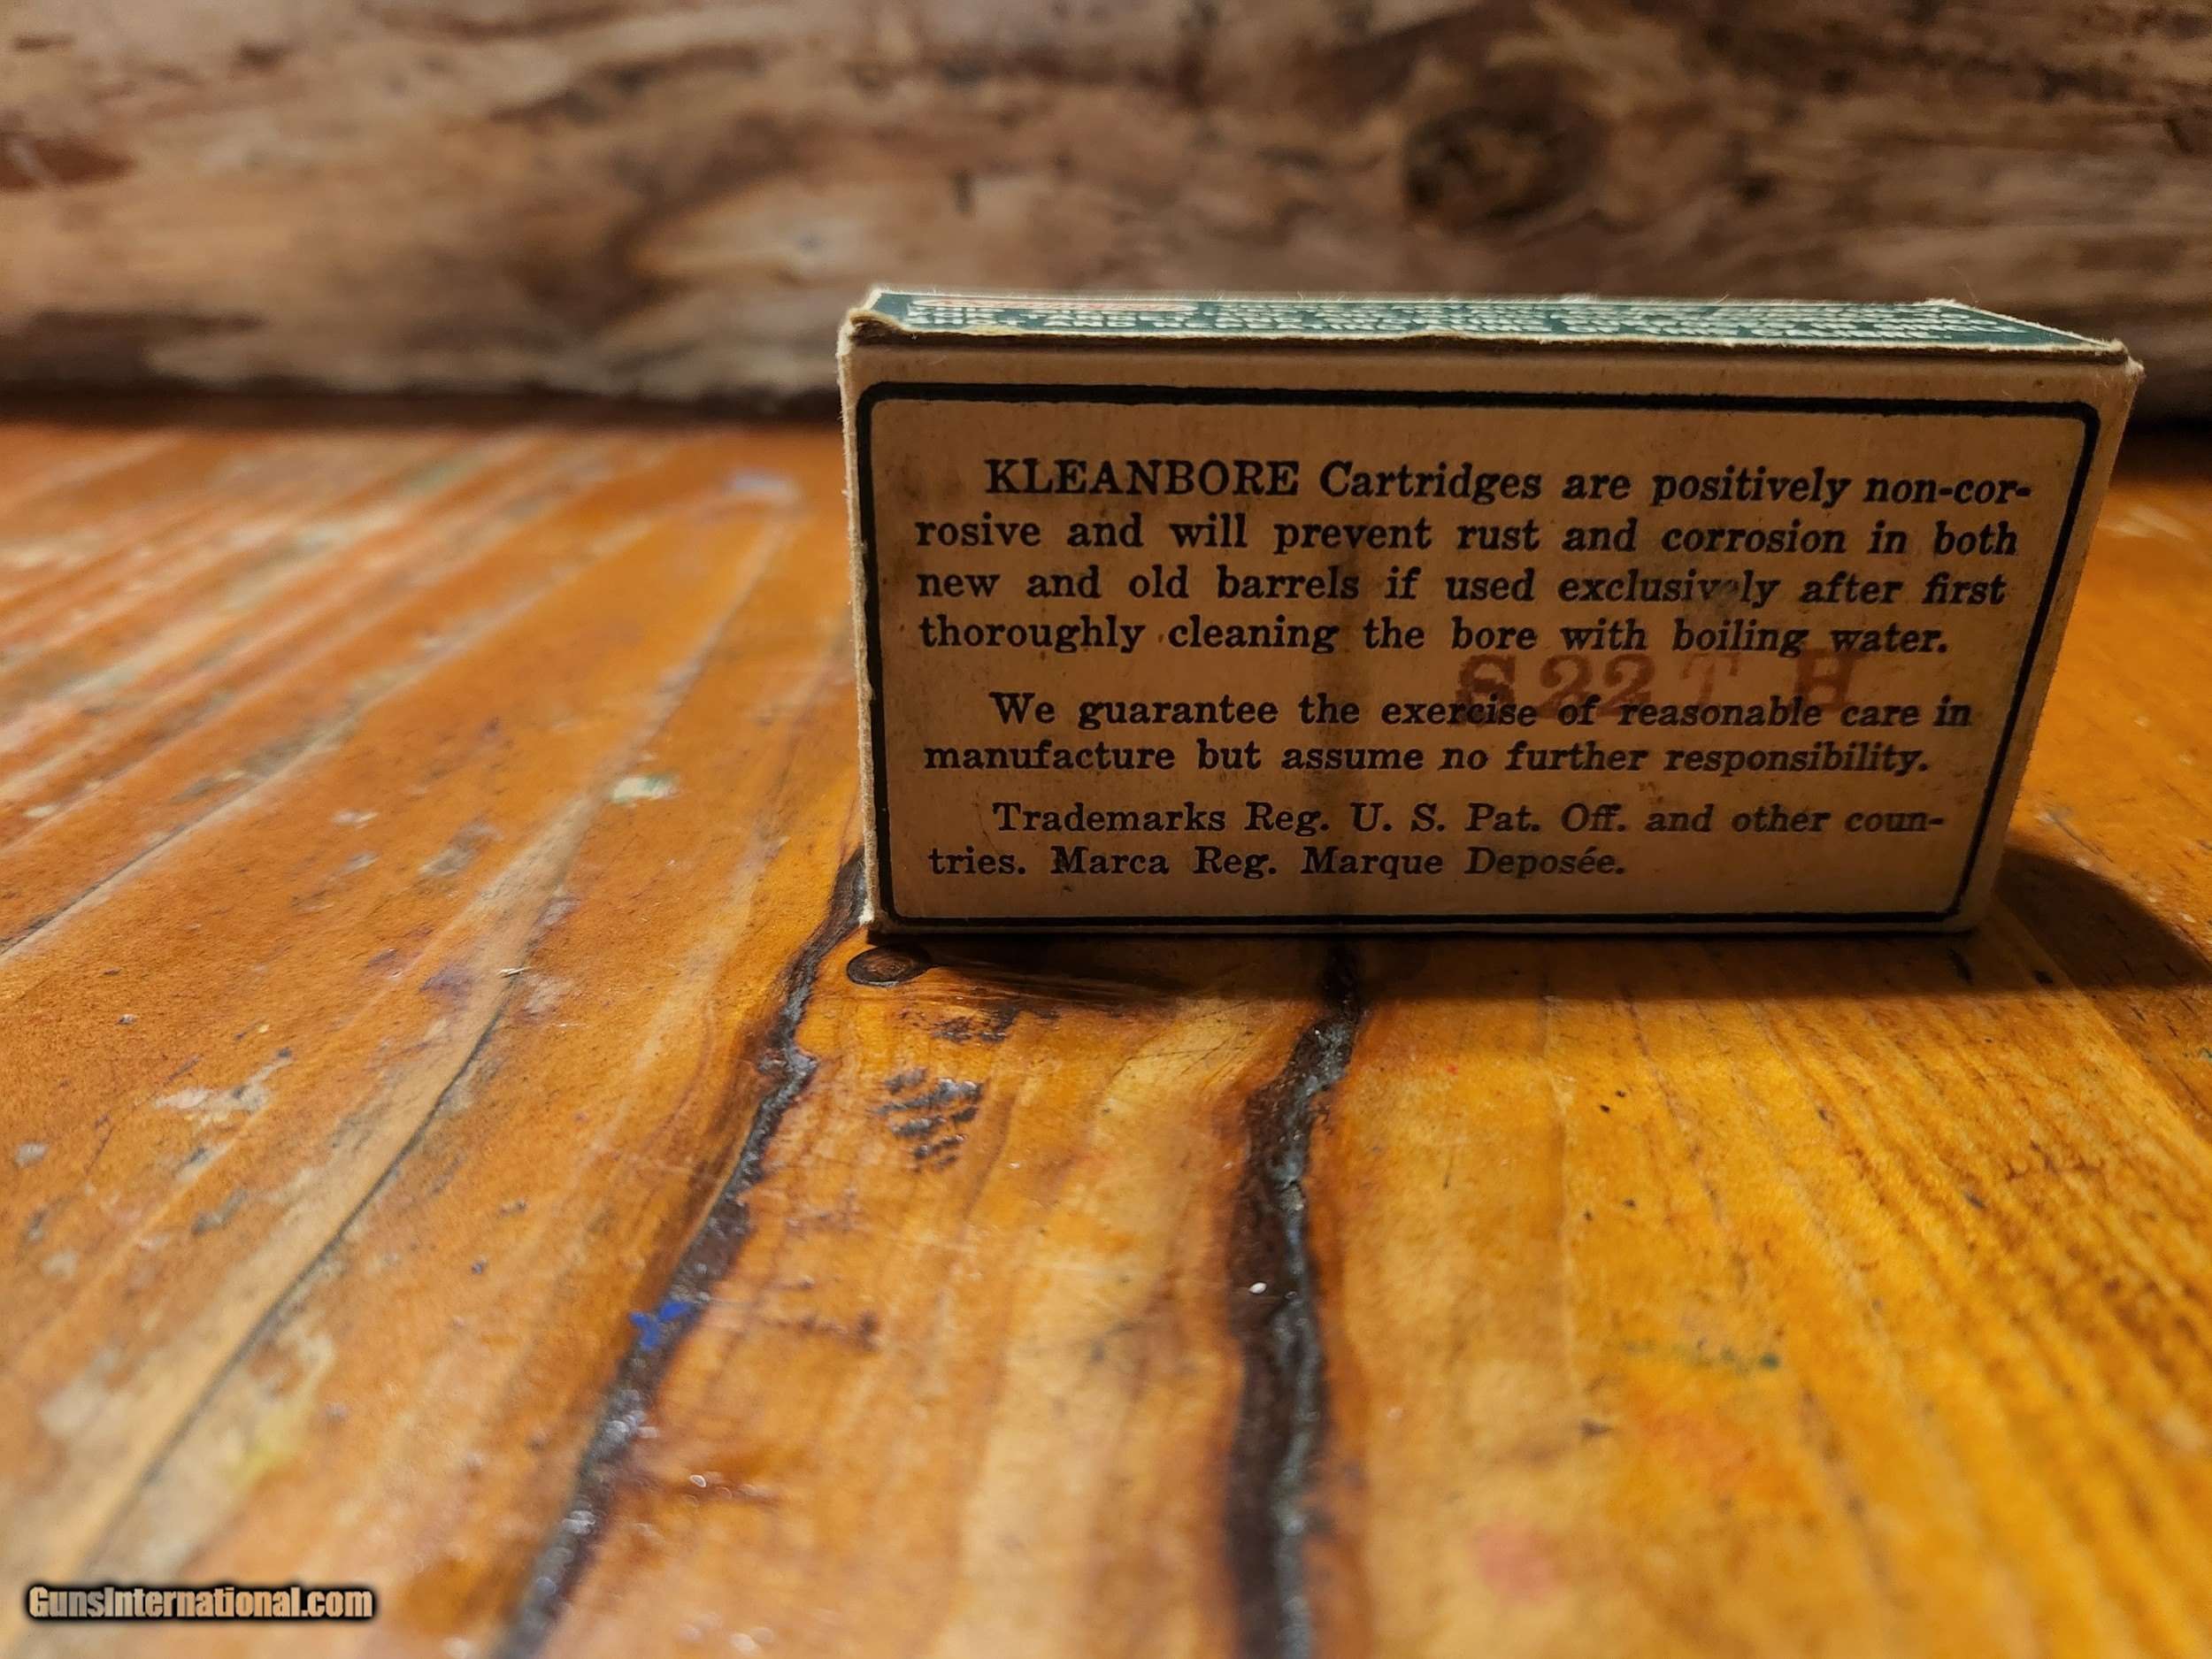 KLEANBORE Cartridges are positively non-cor-
rosive and will prevent rust and corrosion in both
new and old barrels if used exclusively after first
thoroughly cleaning the bore with boiling water.
S 22 T H
We guarantee the exercise of reasonable care in
manufacture but assume no further responsibility.
Trademarks Reg. U. S. Pat. Off. and other coun-
tries. Marca Reg. Marque Deposée.
GunsInternational.com